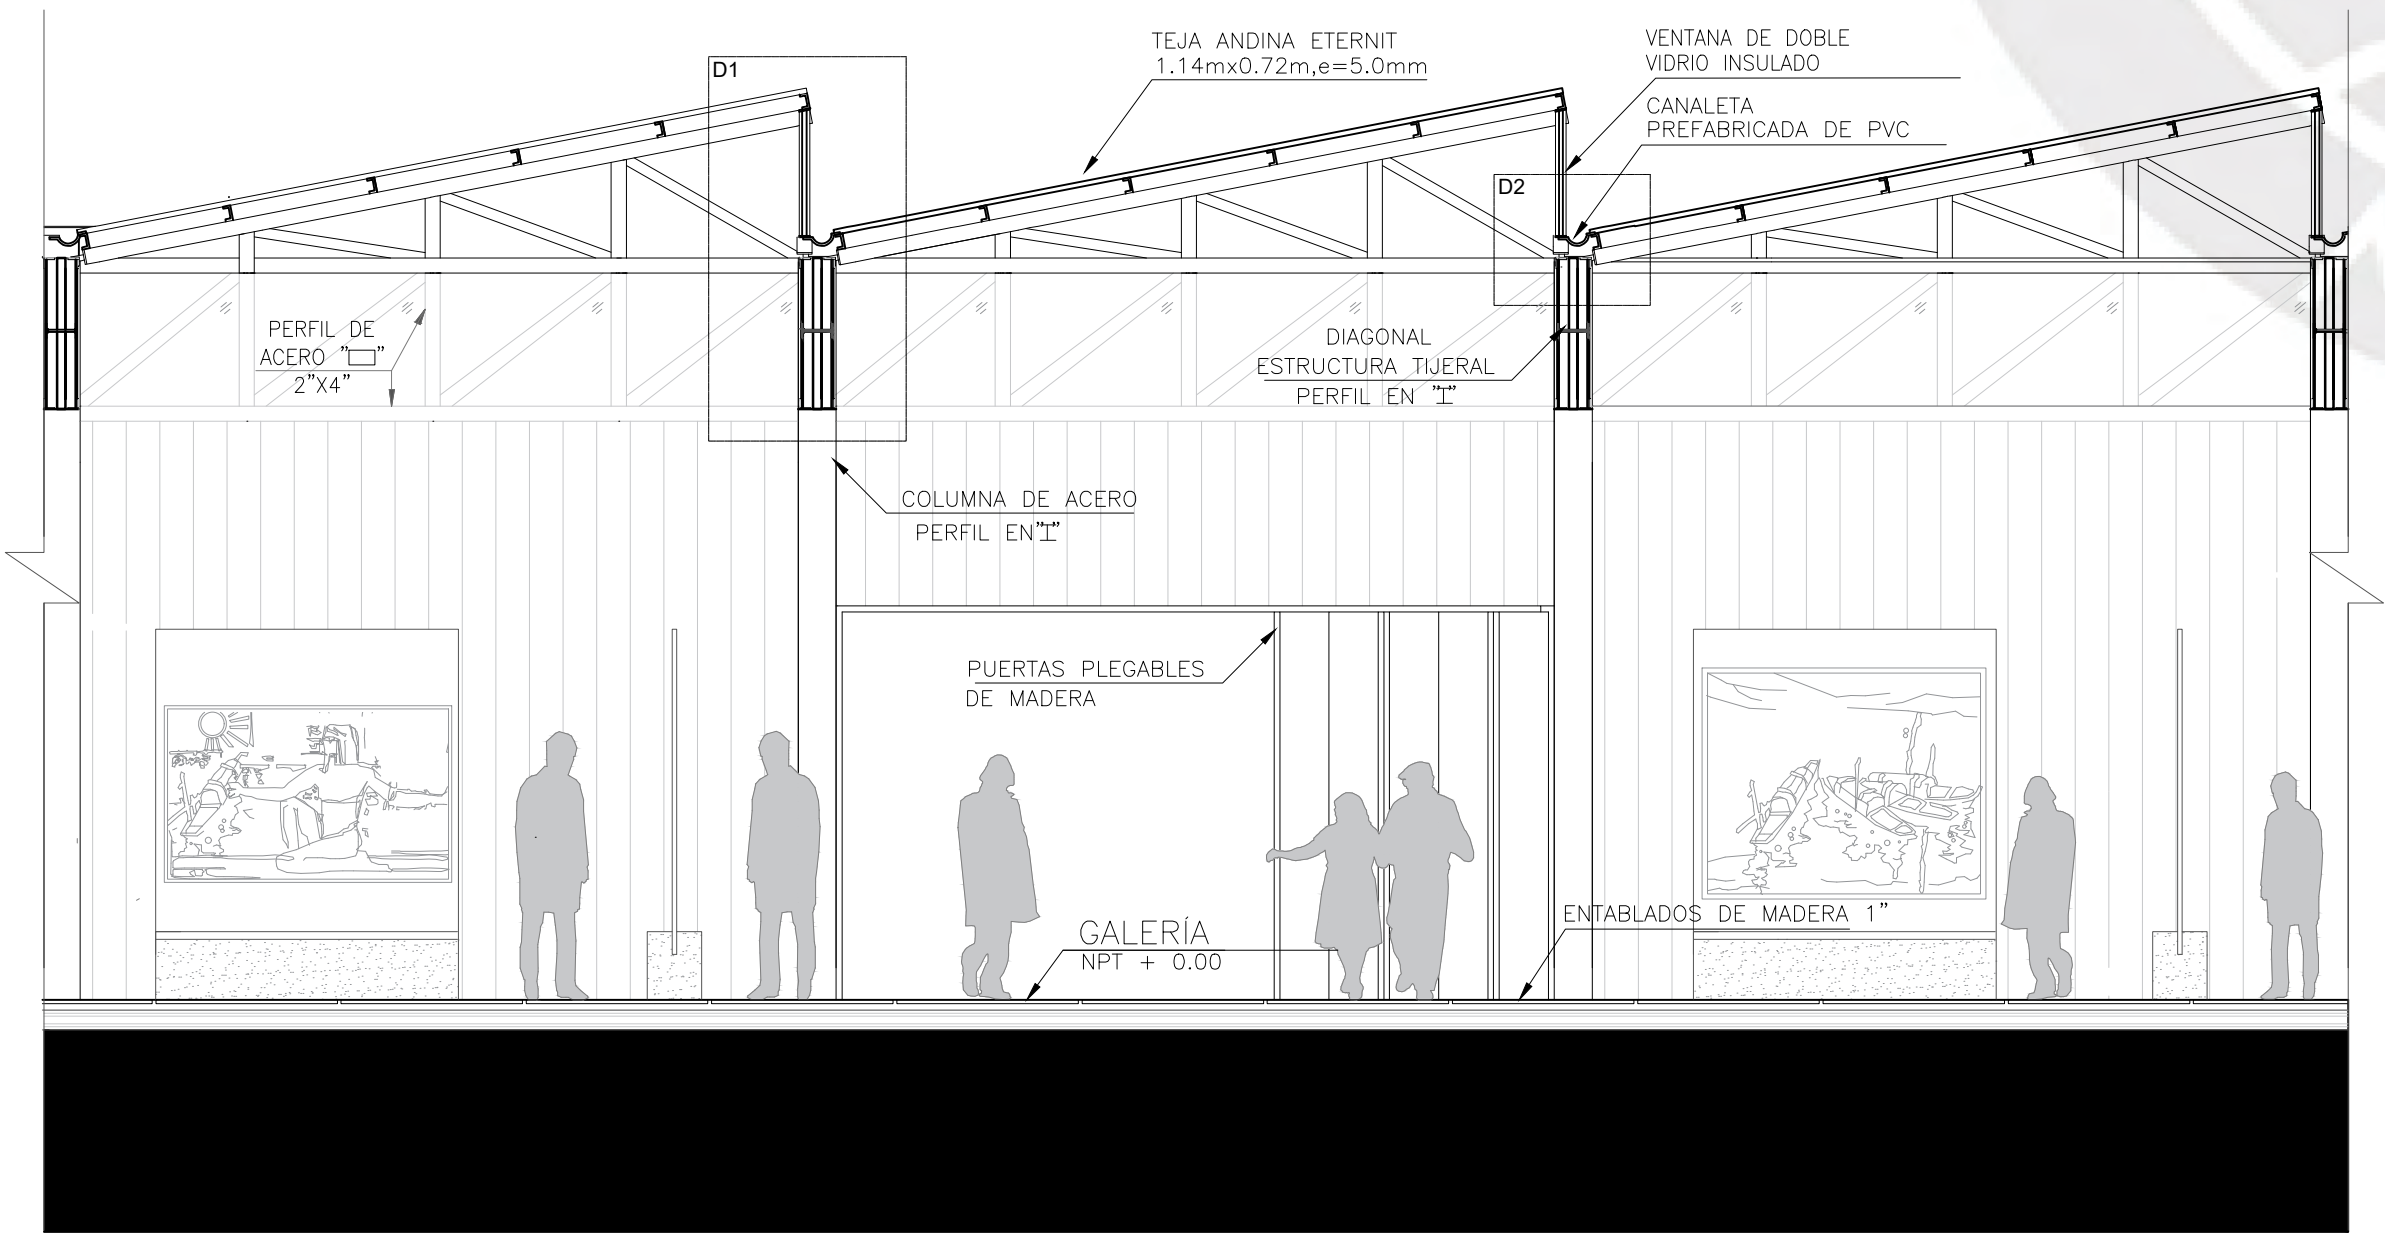 D1
TEJA ANDINA ETERNIT
1.14mx0.72m,e=5.0mm
VENTANA DE DOBLE
VIDRIO INSULADO
CANALETA
PREFABRICADA DE PVC
D2
PERFIL DE
ACERO "▭"
2"X4"
DIAGONAL
ESTRUCTURA TIJERAL
PERFIL EN "I"
COLUMNA DE ACERO
PERFIL EN"I"
PUERTAS PLEGABLES
DE MADERA
ENTABLADOS DE MADERA 1"
GALERÍA
NPT + 0.00